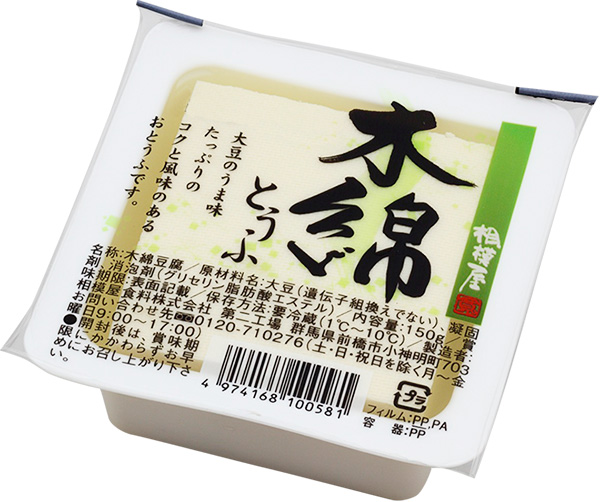 木綿
とうふ
大豆のうま味
たっぷりの
コクと風味のある
おとうふです。
相模屋
名称:木綿豆腐/原材料名:大豆(遺伝子組換えでない)、凝固
剤、消泡剤(グリセリン脂肪酸エステル)/内容量:150g/賞
味期限:表面記載/保存方法:要冷蔵(1℃~10℃)/製造者:
相模屋食料株式会社 第二工場 群馬県前橋市小神明町703
お問い合わせ先 0120-710276(土・日・祝日を除く月~金
曜日9:00~17:00)
●開封後は、賞味期
限にかかわらずお早
めにお召し上がり下さ
い。
4 974168 100581
プラ
フィルム:PP,PA
容器:PP